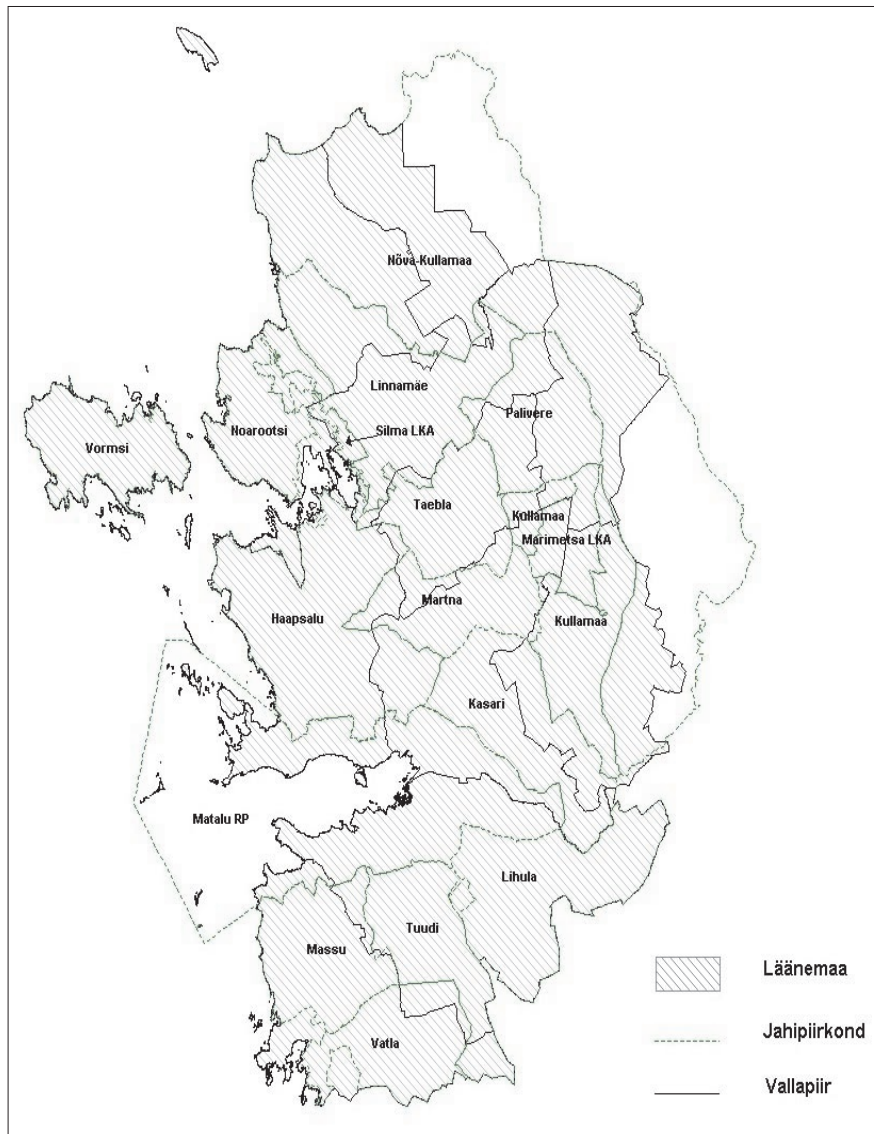 Nõva-Kullamaa
Linnamäe
Palivere
Noarootsi
Silma LKA
Vormsi
Taebla
Kullamaa
Marimetsa LKA
Martna
Haapsalu
Kullamaa
Kasari
Matalu RP
Lihula
Tuudi
Massu
Vatla
Läänemaa
Jahipiirkond
Vallapiir